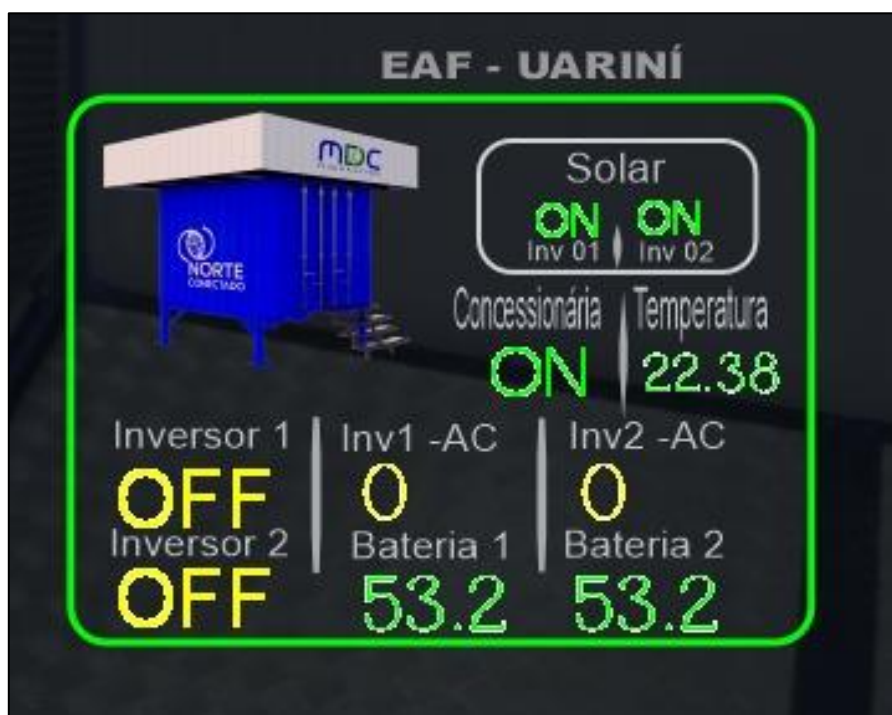 EAF - UARINÍ
MDC
NORTE
CONECTADO
Solar
ON ON
Inv 01 Inv 02
Concessionária Temperatura
ON 22.38
Inversor 1 Inv1 -AC Inv2 -AC
OFF 0 0
Inversor 2 Bateria 1 Bateria 2
OFF 53.2 53.2